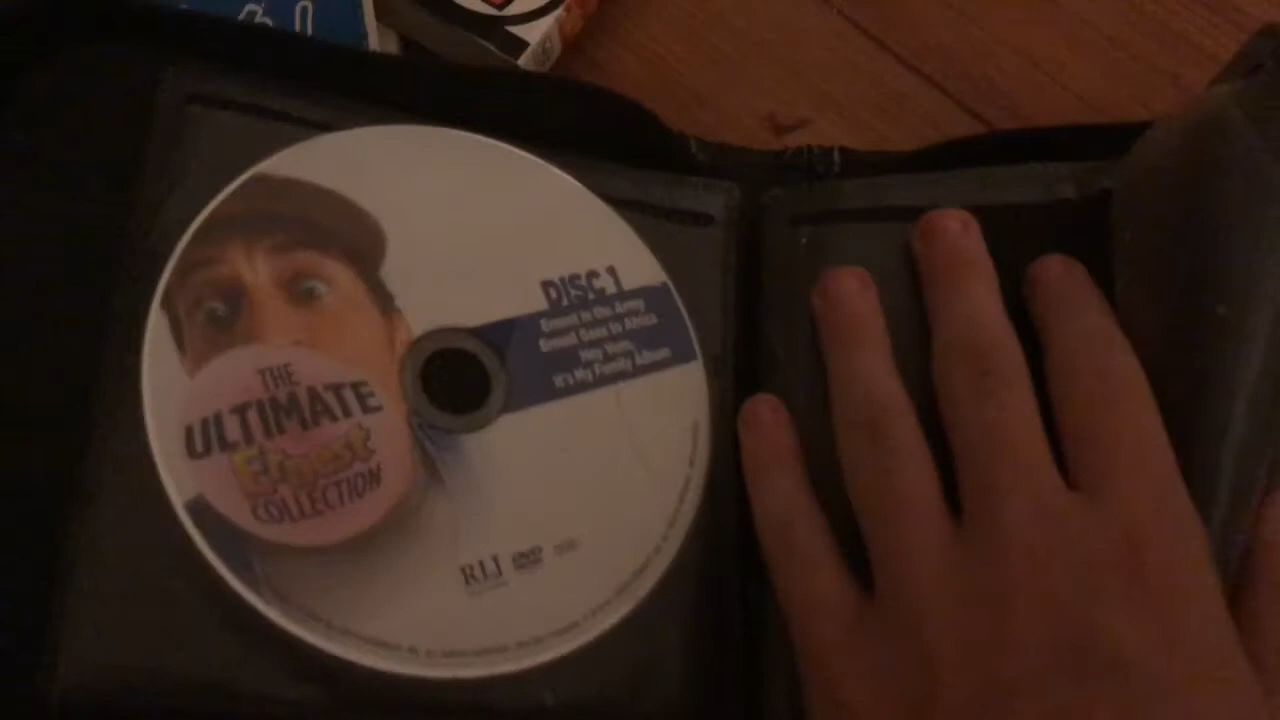 DISC 1
Ernest in the Army
Ernest Goes to Africa
Hey Vern,
It's My Family Album
THE
ULTIMATE
Ernest
COLLECTION
RLJ
DVD